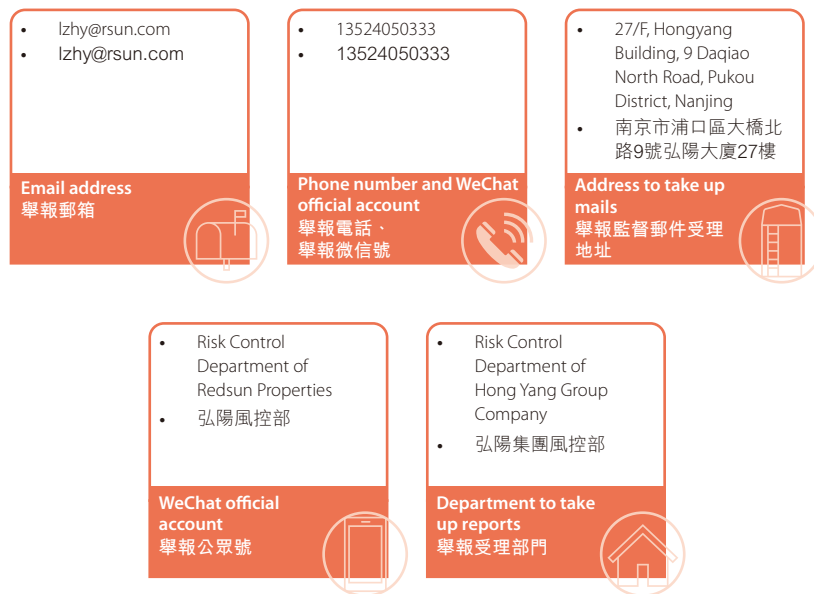 • lzhy@rsun.com
• lzhy@rsun.com
Email address
舉報郵箱
• 13524050333
• 13524050333
Phone number and WeChat
official account
舉報電話、
舉報微信號
• 27/F, Hongyang
Building, 9 Daqiao
North Road, Pukou
District, Nanjing
• 南京市浦口區大橋北
路9號弘陽大廈27樓
Address to take up
mails
舉報監督郵件受理
地址
• Risk Control
Department of
Redsun Properties
• 弘陽風控部
WeChat official
account
舉報公眾號
• Risk Control
Department of
Hong Yang Group
Company
• 弘陽集團風控部
Department to take
up reports
舉報受理部門